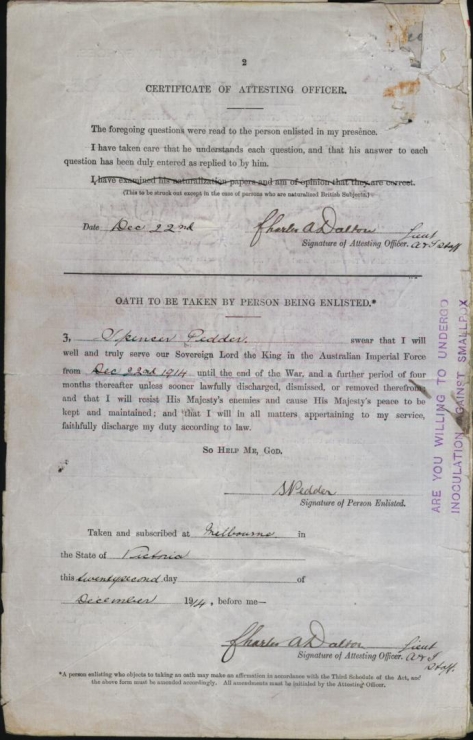 2
CERTIFICATE OF ATTESTING OFFICER.
The foregoing questions were read to the person enlisted in my presence.
I have taken care that he understands each question, and that his answer to each
question has been duly entered as replied to by him.
I have examined his naturalization papers and am of opinion that they are correct.
(This to be struck out except in the case of persons who are naturalized British Subjects.)
Date Dec 22nd Charles A Dalton Lieut
Signature of Attesting Officer. A & I Staff
OATH TO BE TAKEN BY PERSON BEING ENLISTED.*
I, Spencer Pedder swear that I will
well and truly serve our Sovereign Lord the King in the Australian Imperial Force
from Dec 22nd 1914 until the end of the War, and a further period of four
months thereafter unless sooner lawfully discharged, dismissed, or removed therefrom
and that I will resist His Majesty's enemies and cause His Majesty's peace to be
kept and maintained; and that I will in all matters appertaining to my service,
faithfully discharge my duty according to law.
SO HELP ME, GOD.
S Pedder
Signature of Person Enlisted.
Taken and subscribed at Melbourne in
the State of Victoria
this twentysecond day of
December 1914, before me—
Charles A Dalton Lieut
Signature of Attesting Officer. A & I
Staff.
*A person enlisting who objects to taking an oath may make an affirmation in accordance with the Third Schedule of the Act, and
the above form must be amended accordingly. All amendments must be initialed by the Attesting Officer.
ARE YOU WILLING TO UNDERGO
INOCULATION AGAINST SMALLPOX